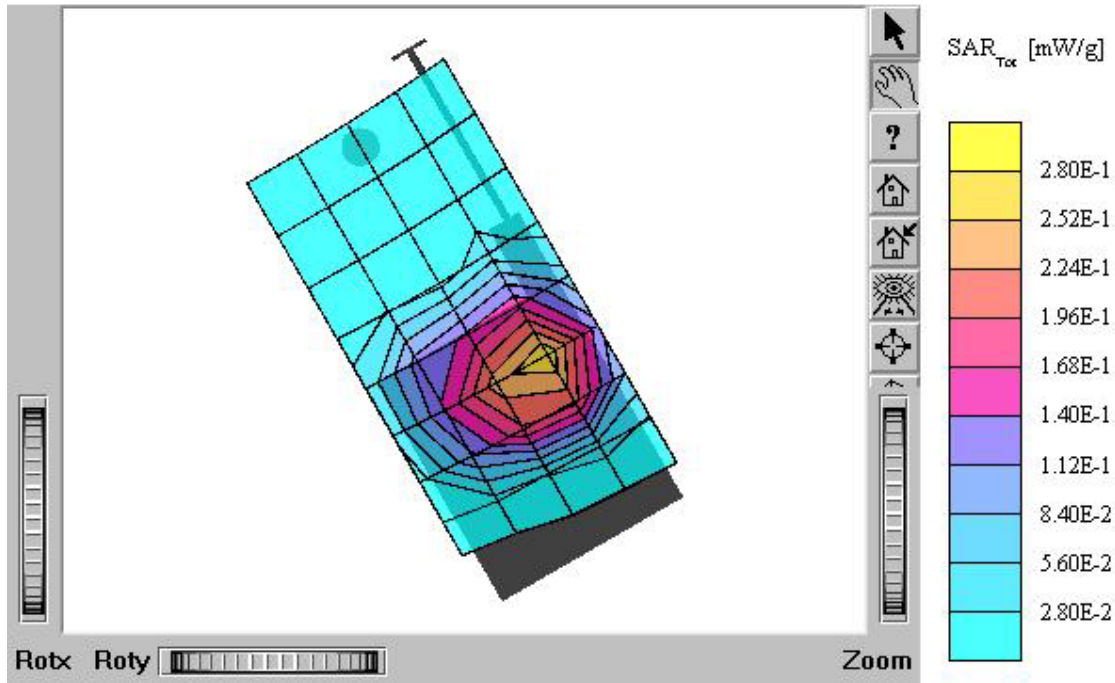 SARTot [mW/g]
?
2.80E-1
2.52E-1
2.24E-1
1.96E-1
1.68E-1
1.40E-1
1.12E-1
8.40E-2
5.60E-2
2.80E-2
Rotx Roty Zoom